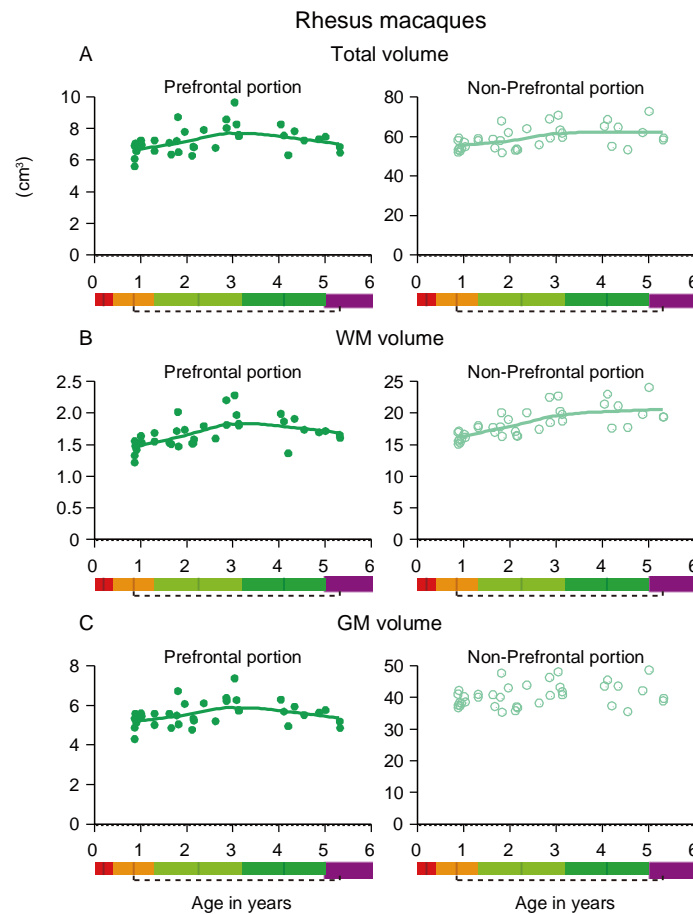 Rhesus macaques
A Total volume
Prefrontal portion Non-Prefrontal portion
(cm³)
10
8
6
4
2
0
80
60
40
20
0
0 1 2 3 4 5 6 0 1 2 3 4 5 6
B WM volume
Prefrontal portion Non-Prefrontal portion
2.5
2.0
1.5
1.0
0.5
0
25
20
15
10
5
0
0 1 2 3 4 5 6 0 1 2 3 4 5 6
C GM volume
Prefrontal portion Non-Prefrontal portion
8
6
4
2
0
50
40
30
20
10
0
0 1 2 3 4 5 6 0 1 2 3 4 5 6
Age in years Age in years